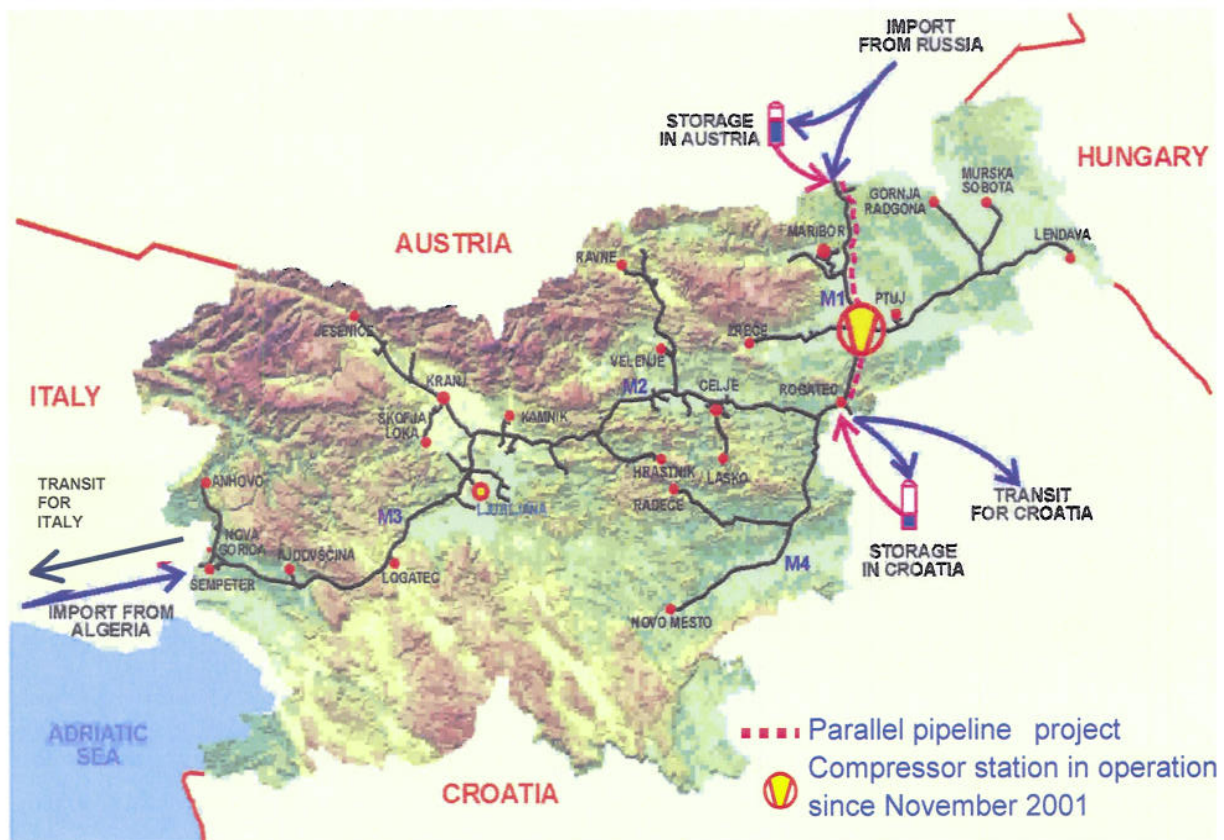 IMPORT
FROM RUSSIA
STORAGE
IN AUSTRIA
HUNGARY
MURSKA
SOBOTA
GORNJA
RADGONA
MARIBOR
LENDAVA
AUSTRIA
RAVNE
M1
PTUJ
JESENICE
ZREČE
VELENJE
ITALY
KRANJ
M2
CELJE
ROGATEC
ŠKOFJA
LOKA
KAMNIK
HRASTNIK
LAŠKO
RADEČE
TRANSIT
FOR CROATIA
ANHOVO
TRANSIT
FOR
ITALY
LJUBLJANA
M3
NOVA
GORICA
AJDOVŠČINA
LOGATEC
ŠEMPETER
STORAGE
IN CROATIA
M4
IMPORT FROM
ALGERIA
NOVO MESTO
ADRIATIC
SEA
CROATIA
Parallel pipeline project
Compressor station in operation
since November 2001